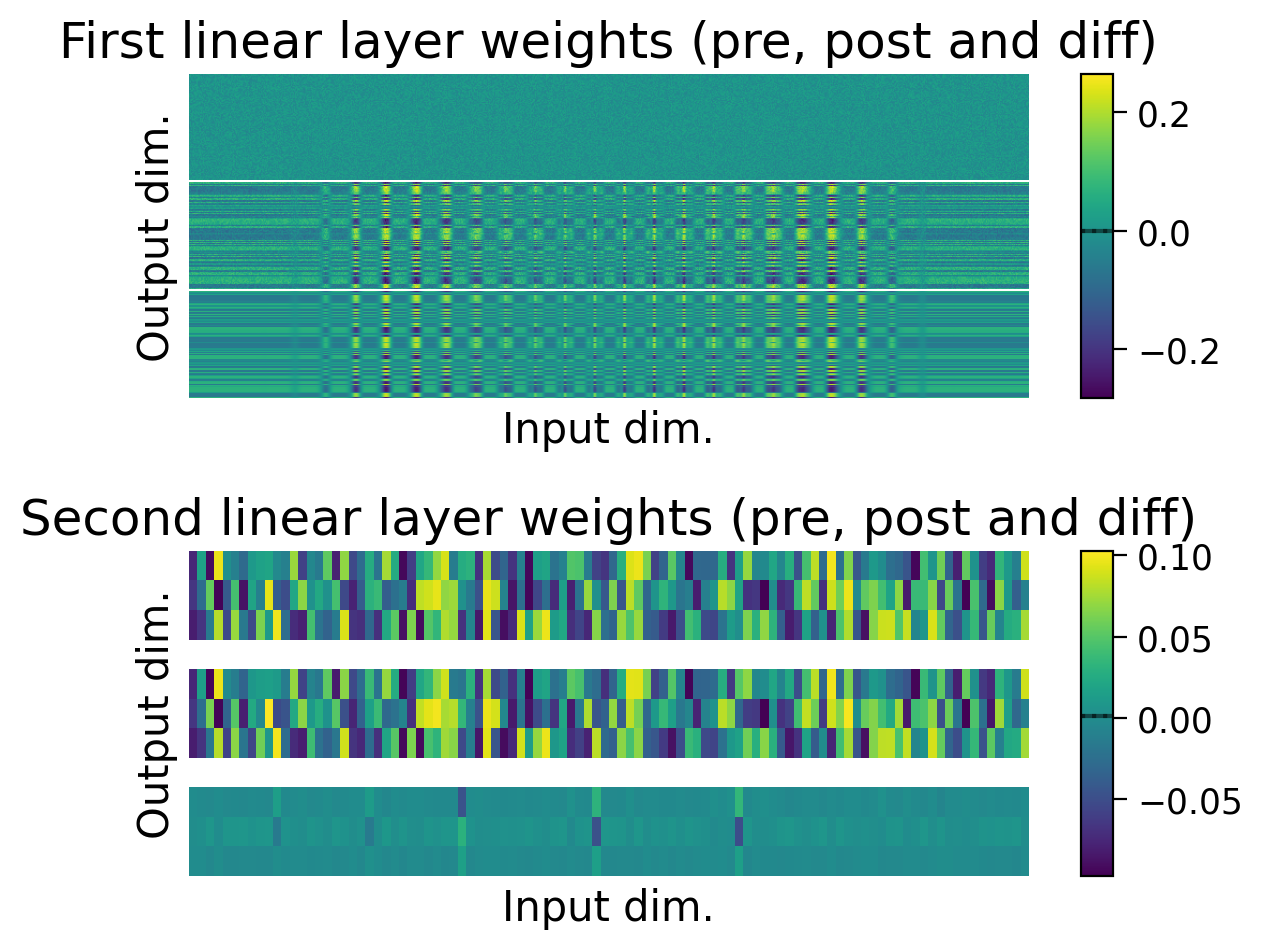 First linear layer weights (pre, post and diff)
Output dim.
0.2
0.0
−0.2
Input dim.
Second linear layer weights (pre, post and diff)
Output dim.
0.10
0.05
0.00
−0.05
Input dim.